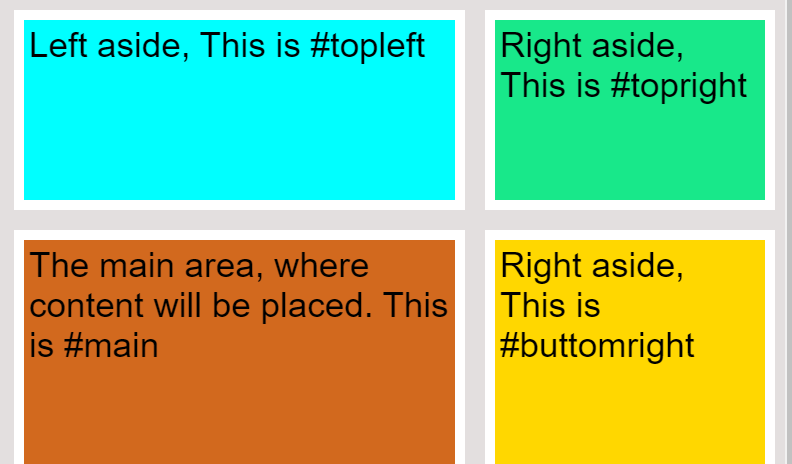 Left aside, This is #topleft
Right aside,
This is #topright
The main area, where
content will be placed. This
is #main
Right aside,
This is
#buttomright